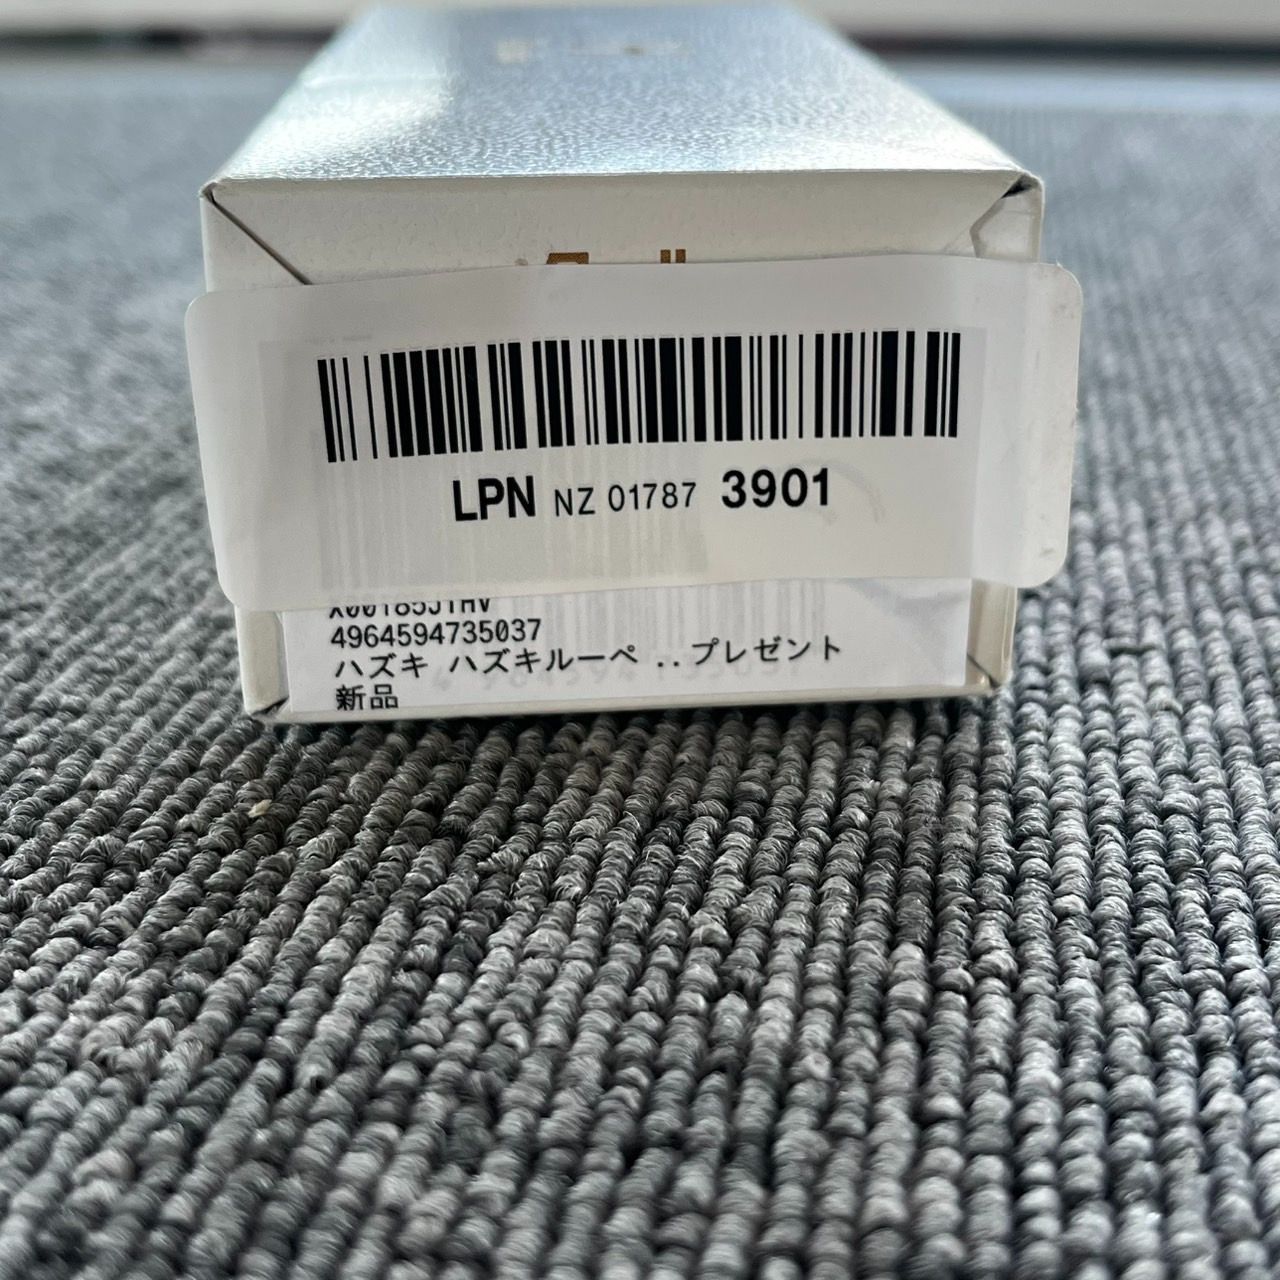 LPN NZ 01787 3901
X00185J1HV
4964594735037
ハズキ ハズキルーペ ..プレゼント
新品